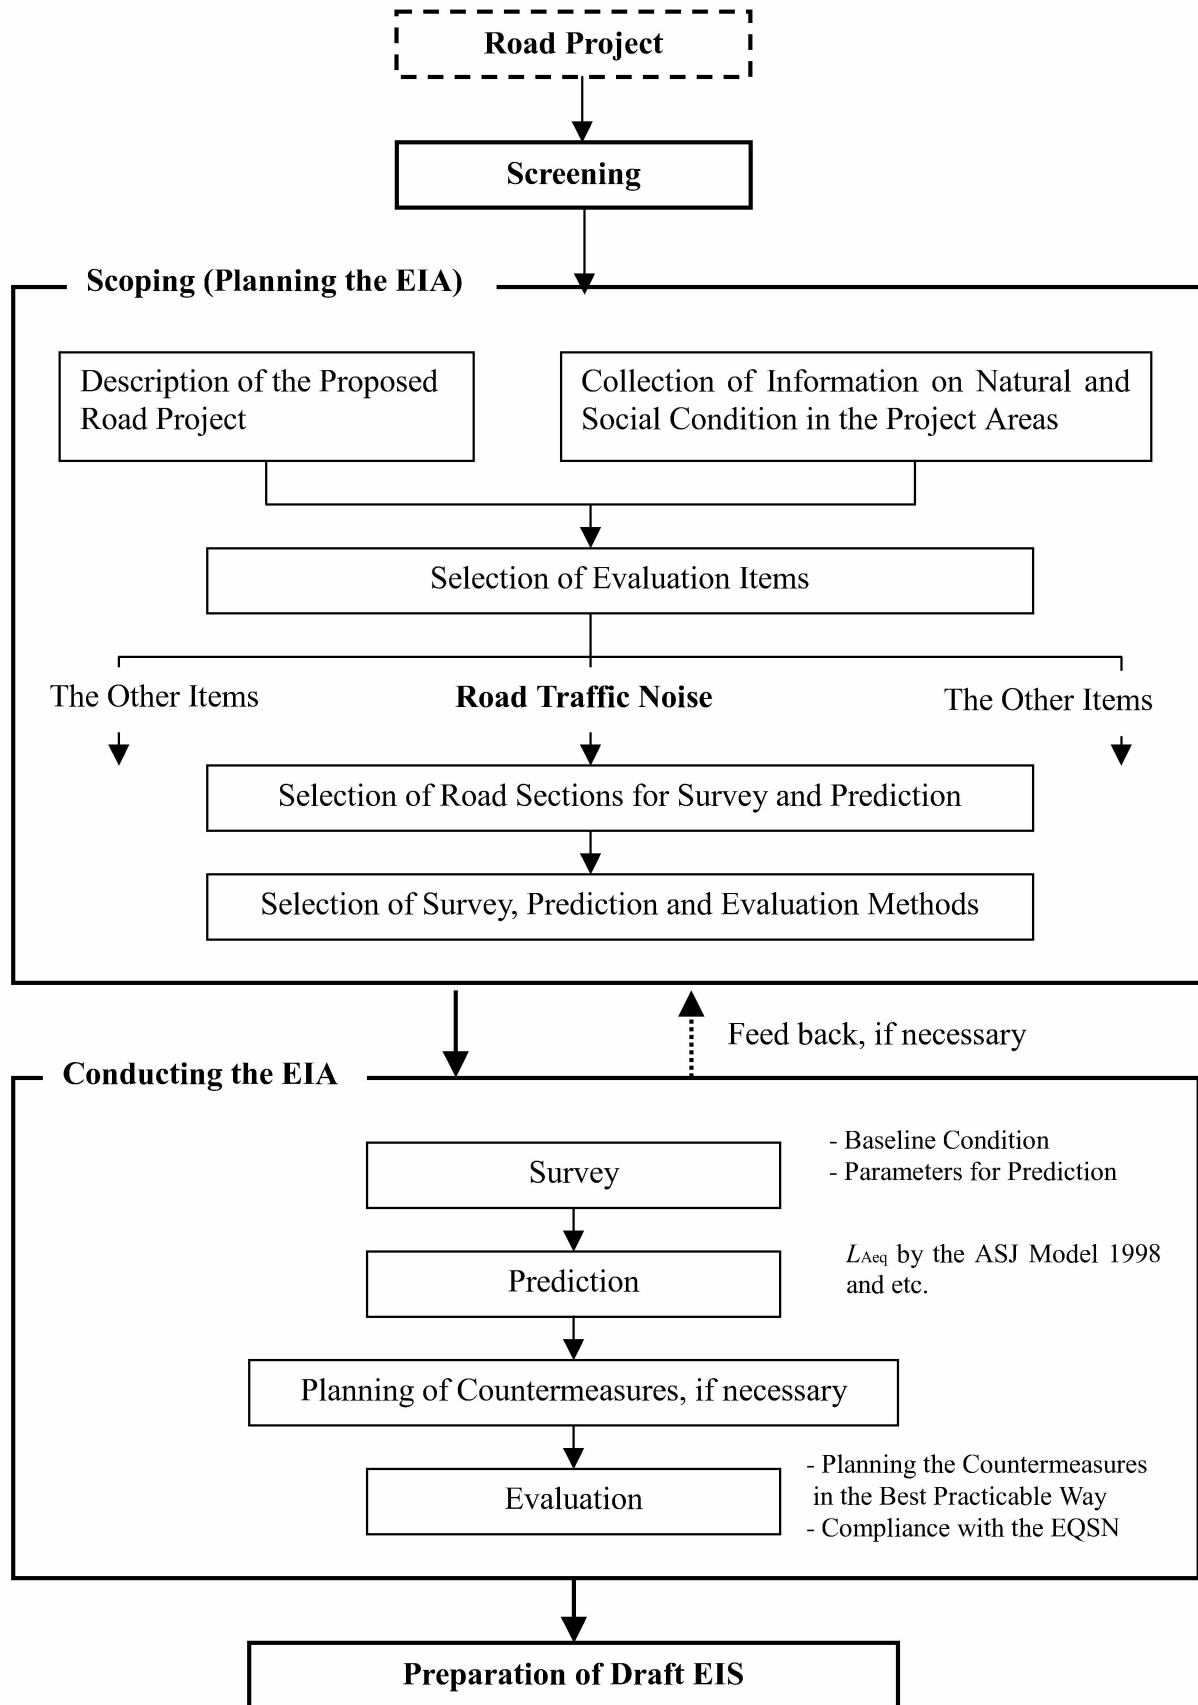 Road Project
Screening
Scoping (Planning the EIA)
Description of the Proposed
Road Project
Collection of Information on Natural and
Social Condition in the Project Areas
Selection of Evaluation Items
The Other Items
Road Traffic Noise
The Other Items
Selection of Road Sections for Survey and Prediction
Selection of Survey, Prediction and Evaluation Methods
Feed back, if necessary
Conducting the EIA
Survey
- Baseline Condition
- Parameters for Prediction
Prediction
LAeq by the ASJ Model 1998
and etc.
Planning of Countermeasures, if necessary
Evaluation
- Planning the Countermeasures
in the Best Practicable Way
- Compliance with the EQSN
Preparation of Draft EIS